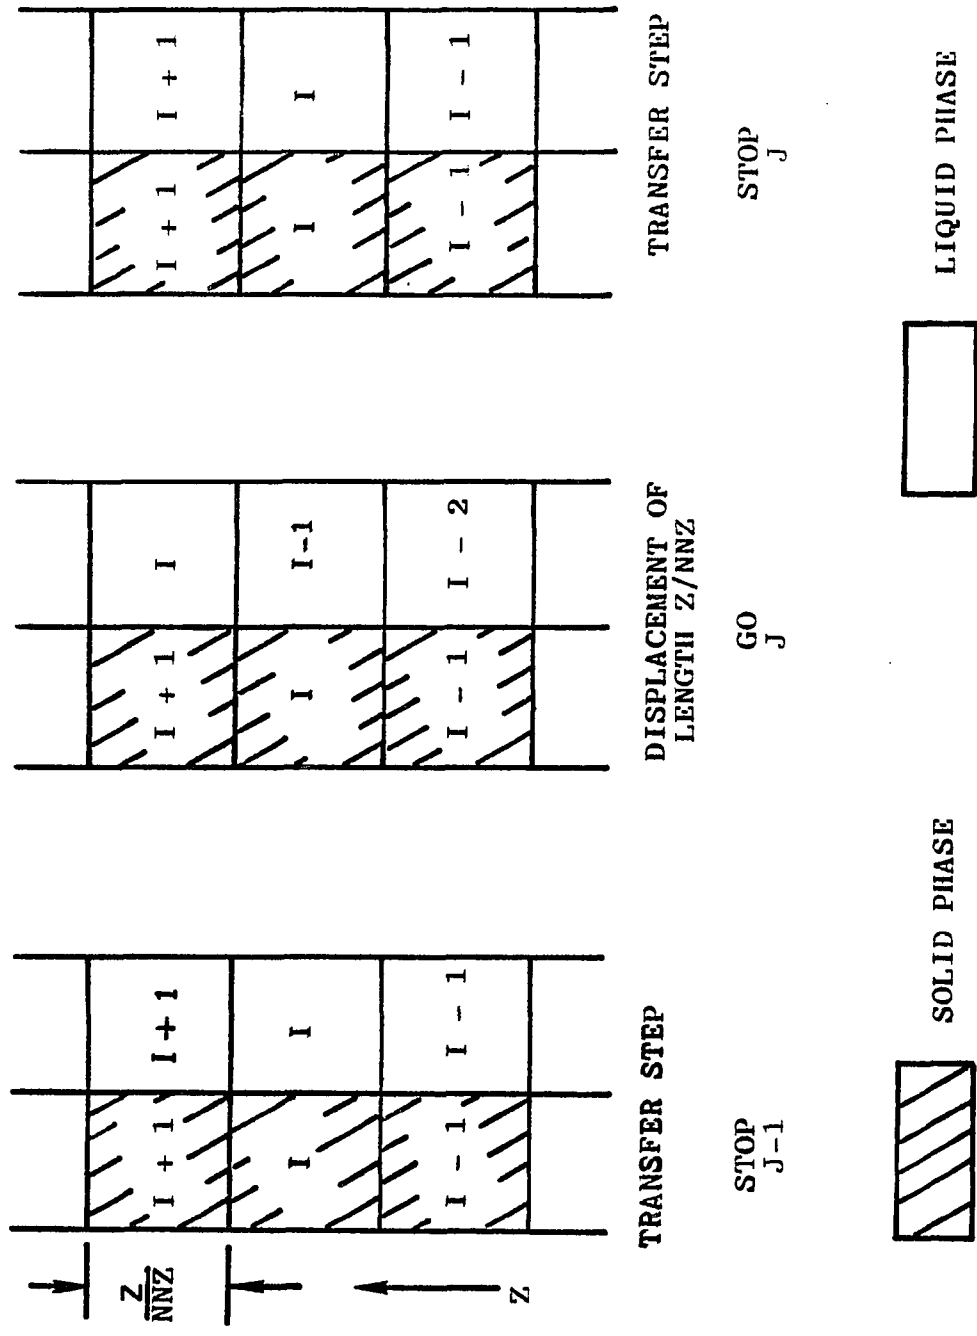 Z
NNZ
Z
I + 1 I + 1
I I
I - 1 I - 1
TRANSFER STEP
STOP
J-1
I + 1 I
I I-1
I - 1 I - 2
DISPLACEMENT OF
LENGTH Z/NNZ
GO
J
I + 1 I + 1
I I
I - 1 I - 1
TRANSFER STEP
STOP
J
SOLID PHASE
LIQUID PHASE